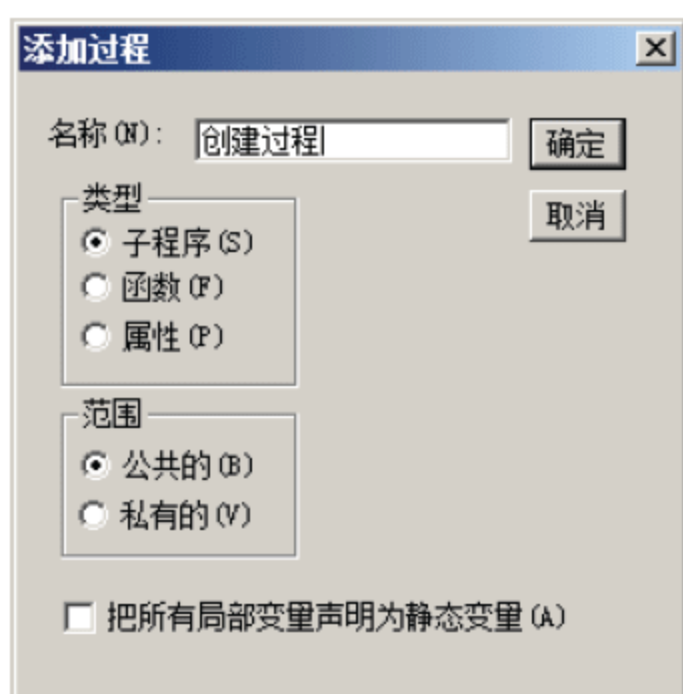 添加过程
名称(N): 创建过程 确定
取消
类型
子程序(S)
函数(F)
属性(P)
范围
公共的(B)
私有的(V)
把所有局部变量声明为静态变量(A)